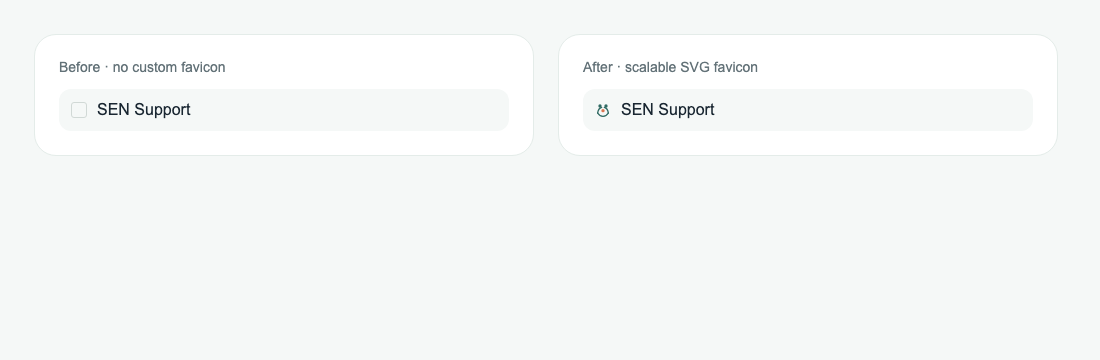 Before · no custom favicon
SEN Support
After · scalable SVG favicon
SEN Support